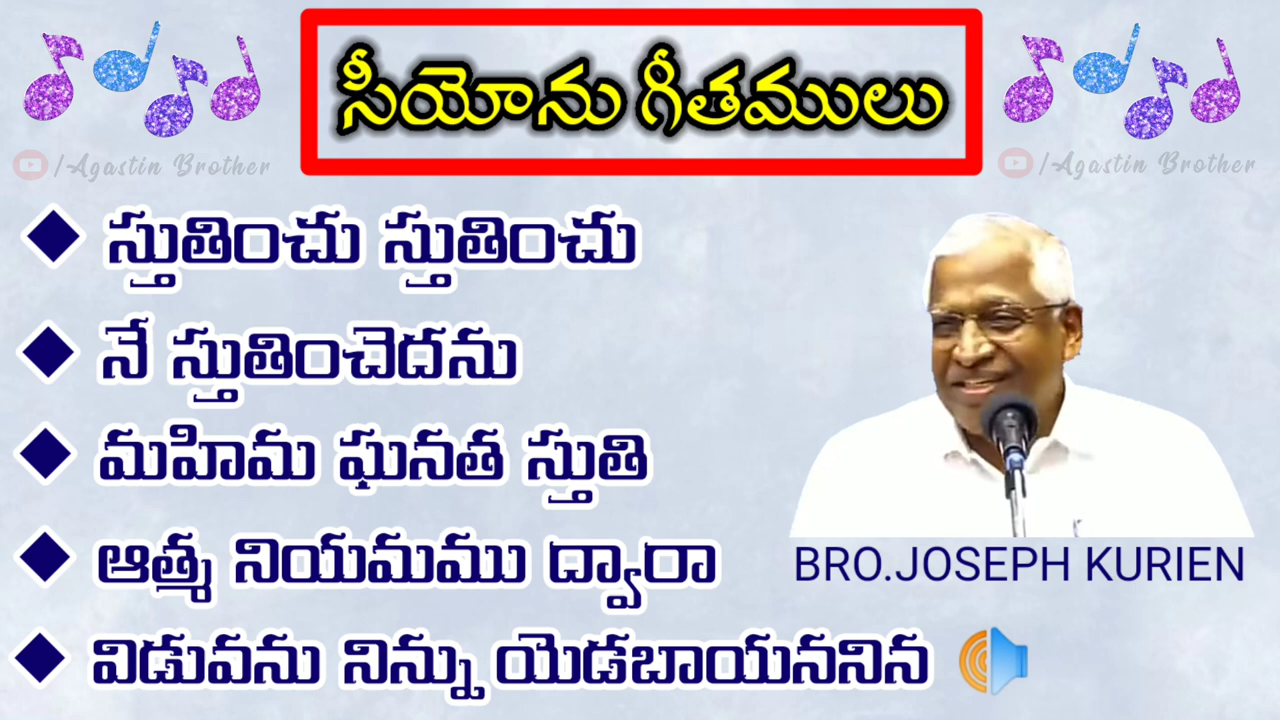 సీయోను గీతములు
/Agastin Brother
/Agastin Brother
స్తుతించు స్తుతించు
నే స్తుతించెదను
మహిమ ఘనత స్తుతి
ఆత్మ నియమము ద్వారా
BRO.JOSEPH KURIEN
విడువను నిన్ను యెడబాయననిన